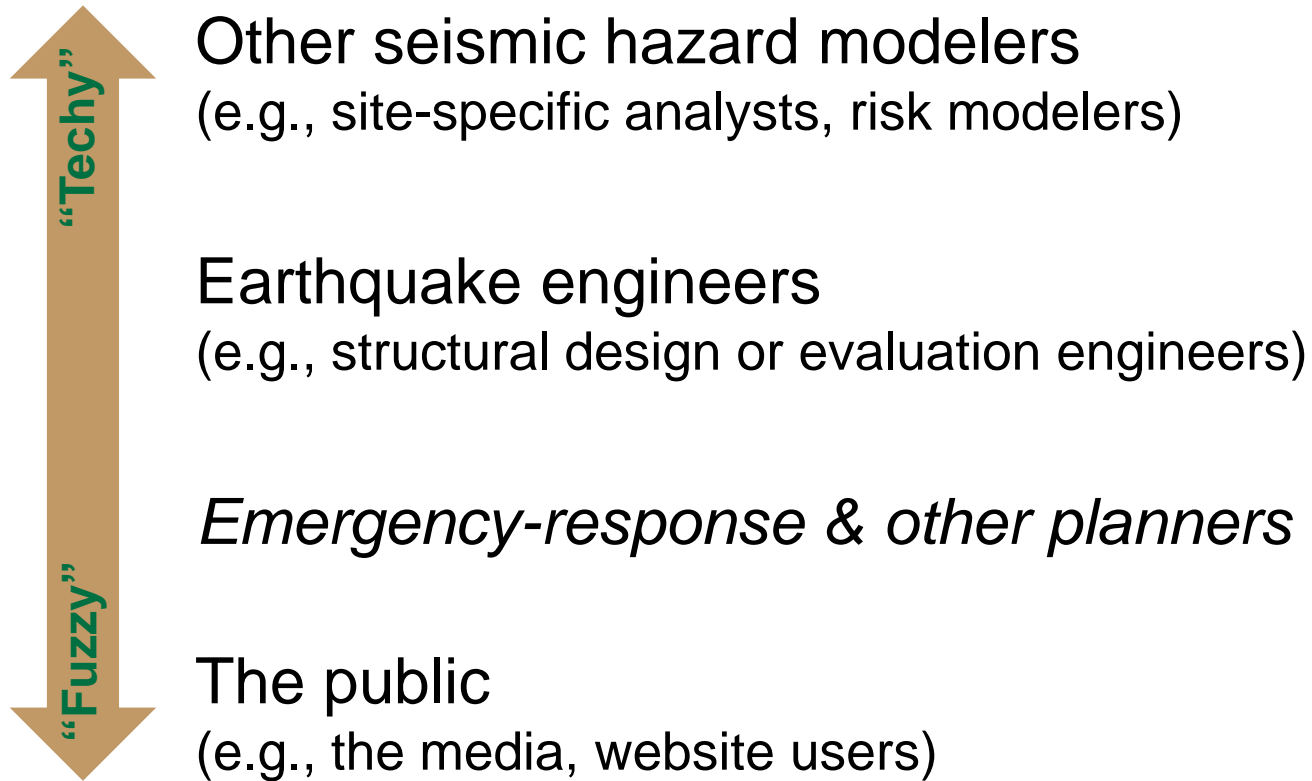 “Techy”
Other seismic hazard modelers
(e.g., site-specific analysts, risk modelers)
Earthquake engineers
(e.g., structural design or evaluation engineers)
Emergency-response & other planners
“Fuzzy”
The public
(e.g., the media, website users)